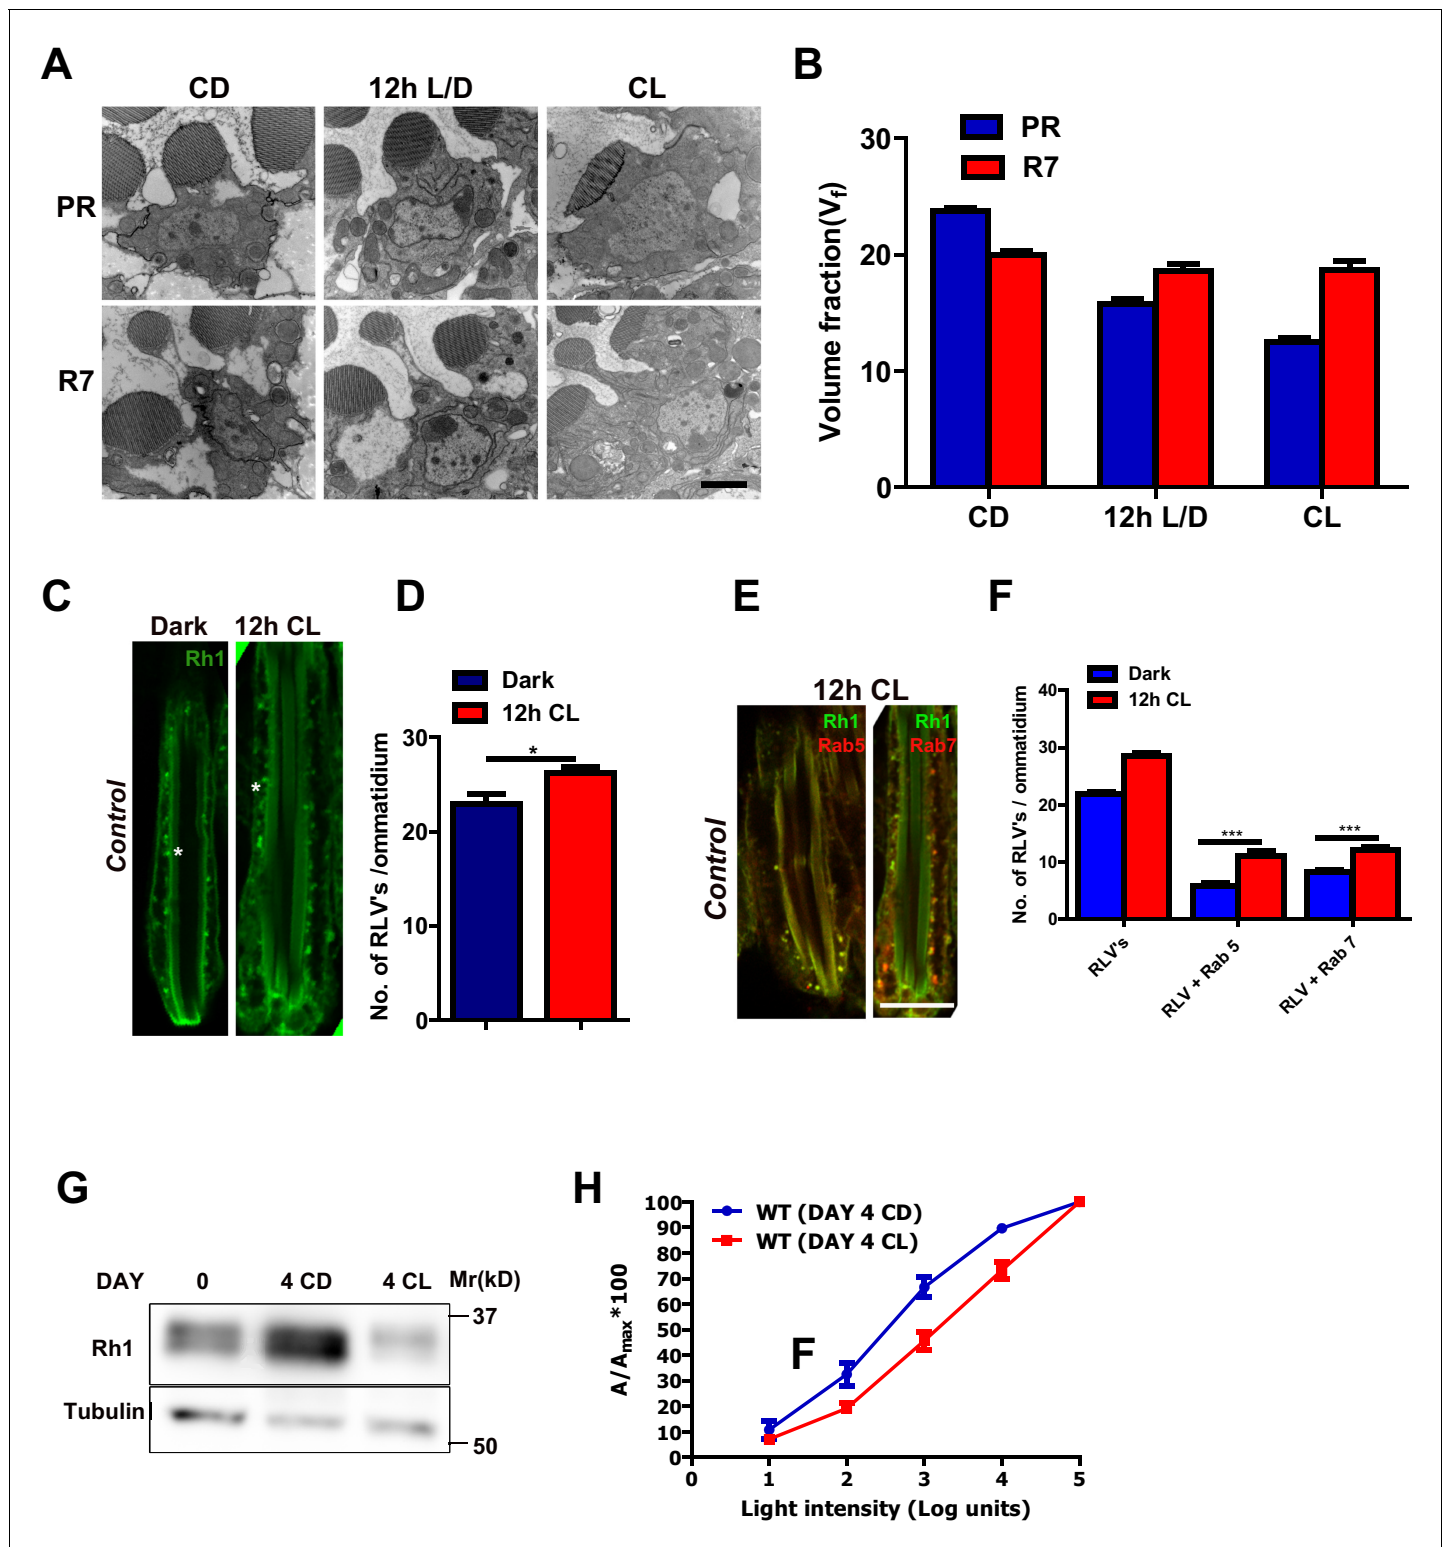 A
CD 12h L/D CL
PR
R7
B
PR
R7
Volume fraction(Vf)
30
20
10
0
CD 12h L/D CL
C
Dark 12h CL
Rh1
*
*
Control
D
Dark
12h CL
No. of RLV's /ommatidium
30
20
10
0
*
E
12h CL
Rh1 Rh1
Rab5 Rab7
Control
F
Dark
12h CL
No. of RLV's / ommatidium
40
30
20
10
0
*** ***
RLV's
RLV + Rab 5
RLV + Rab 7
G
DAY 0 4 CD 4 CL Mr(kD)
Rh1
37
Tubulin
50
H
WT (DAY 4 CD)
WT (DAY 4 CL)
A/Amax*100
100
90
80
70
60
50
40
30
20
10
0
F
0 1 2 3 4 5
Light intensity (Log units)